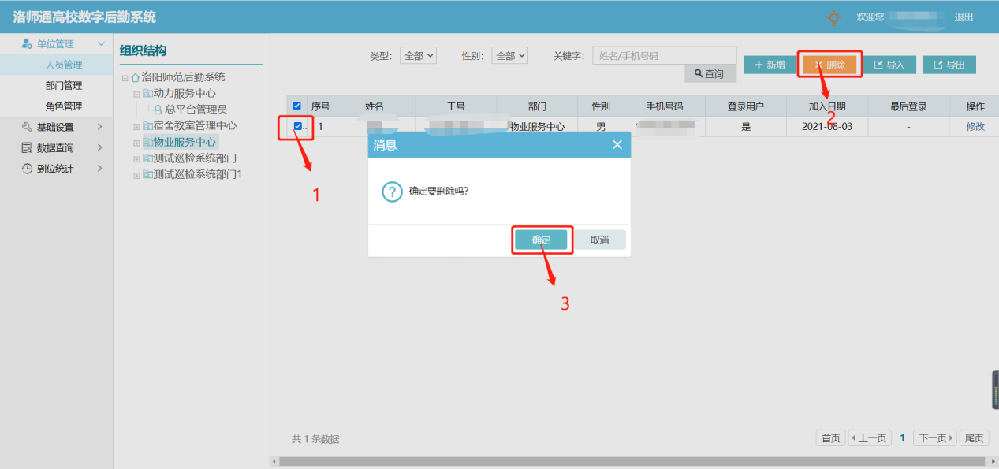 洛师通高校数字后勤系统
欢迎您 退出
单位管理
人员管理
部门管理
角色管理
基础设置
数据查询
到位统计
组织结构
洛阳师范后勤系统
动力服务中心
总平台管理员
宿舍教室管理中心
物业服务中心
测试巡检系统部门
测试巡检系统部门1
类型: 全部 性别: 全部 关键字: 姓名/手机号码
查询
新增 删除 导入 导出
序号 姓名 工号 部门 性别 手机号码 登录用户 加入日期 最后登录 操作
1 物业服务中心 男 是 2021-08-03 - 修改
1
2
消息
确定要删除吗?
确定 取消
3
共 1 条数据
首页 上一页 1 下一页 尾页